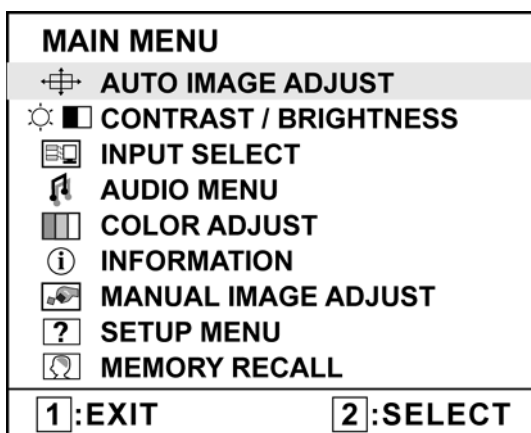 MAIN MENU
AUTO IMAGE ADJUST
CONTRAST / BRIGHTNESS
INPUT SELECT
AUDIO MENU
COLOR ADJUST
i INFORMATION
MANUAL IMAGE ADJUST
? SETUP MENU
MEMORY RECALL
1:EXIT 2:SELECT